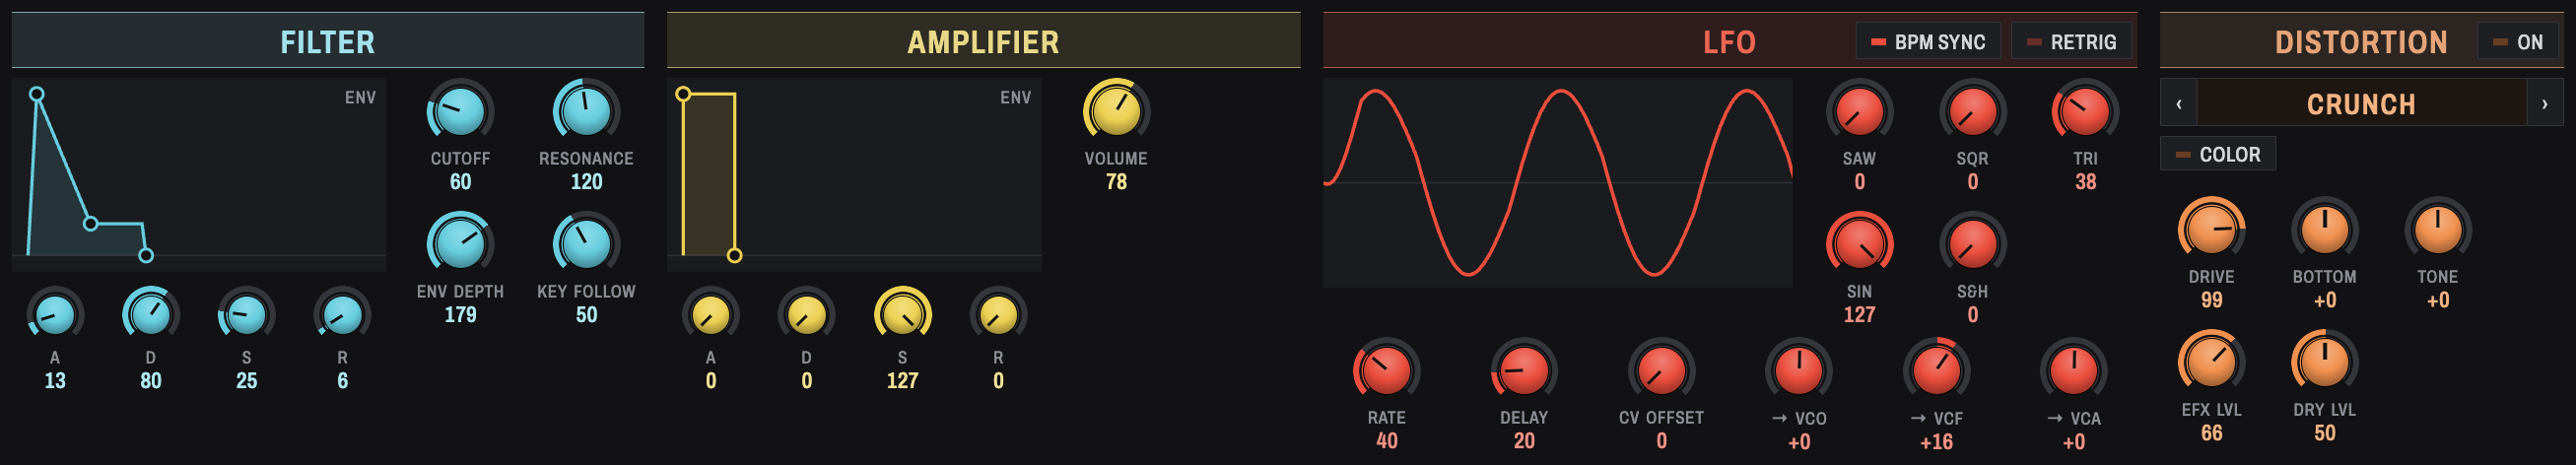 FILTER
ENV
CUTOFF
60
RESONANCE
120
ENV DEPTH
179
KEY FOLLOW
50
A
13
D
80
S
25
R
6
AMPLIFIER
ENV
VOLUME
78
A
0
D
0
S
127
R
0
LFO
BPM SYNC
RETRIG
SAW
0
SQR
0
TRI
38
SIN
127
S&H
0
RATE
40
DELAY
20
CV OFFSET
0
→ VCO
+0
→ VCF
+16
→ VCA
+0
DISTORTION
ON
‹
CRUNCH
›
COLOR
DRIVE
99
BOTTOM
+0
TONE
+0
EFX LVL
66
DRY LVL
50